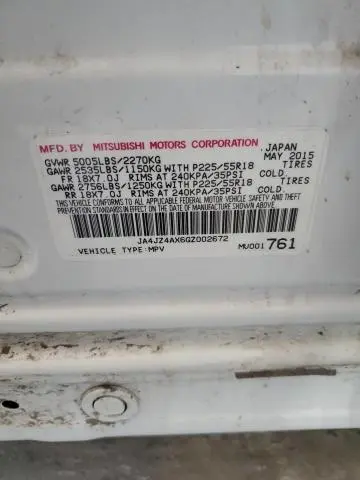 MFD. BY MITSUBISHI MOTORS CORPORATION JAPAN
GVWR 5005LBS/2270KG MAY 2015
GAWR 2535LBS/1150KG WITH P225/55R18 TIRES
FR 18X7.0J RIMS AT 240KPA/35PSI COLD.
GAWR 2756LBS/1250KG WITH P225/55R18 TIRES
RR 18X7.0J RIMS AT 240KPA/35PSI COLD.
THIS VEHICLE CONFORMS TO ALL APPLICABLE FEDERAL MOTOR VEHICLE
SAFETY AND THEFT PREVENTION STANDARDS IN EFFECT ON THE DATE OF
MANUFACTURE SHOWN ABOVE.
JA4JZ4AX6GZ002672
VEHICLE TYPE:MPV MU001 761